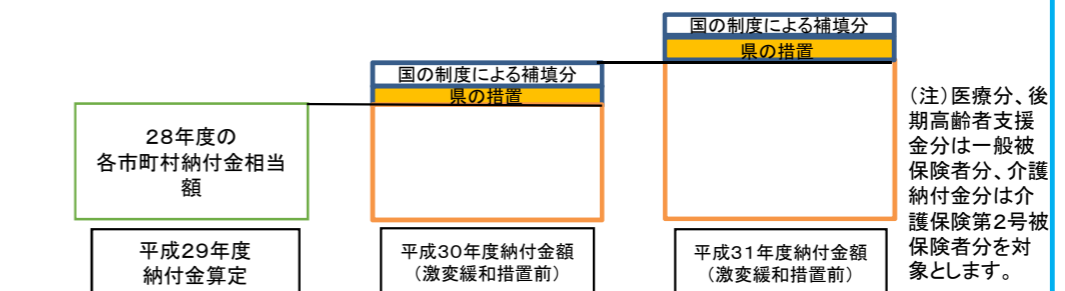 28年度の
各市町村納付金相当
額
平成29年度
納付金算定
国の制度による補填分
県の措置
平成30年度納付金額
（激変緩和措置前）
国の制度による補填分
県の措置
平成31年度納付金額
（激変緩和措置前）
（注）医療分、後
期高齢者支援
金分は一般被
保険者分、介護
納付金分は介
護保険第2号被
保険者分を対
象とします。